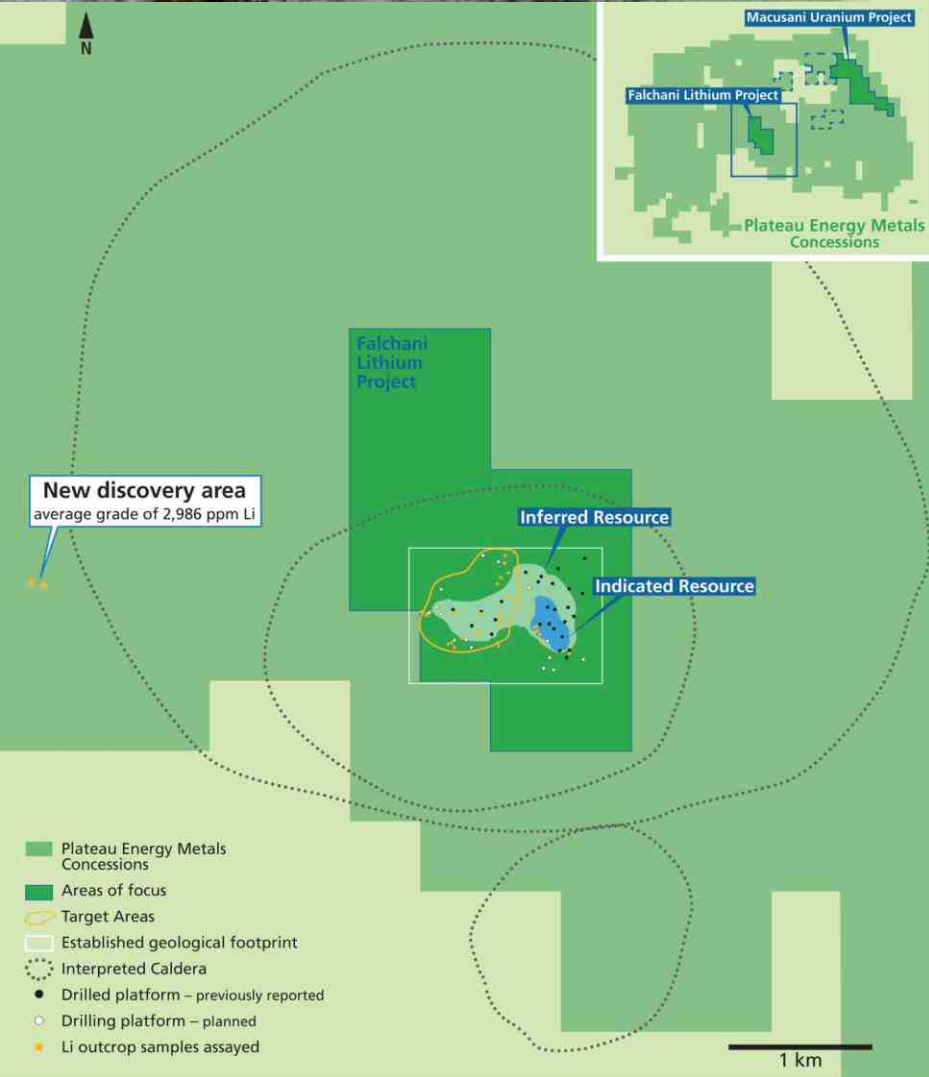 N
Macusani Uranium Project
Falchani Lithium Project
Plateau Energy Metals
Concessions
Falchani
Lithium
Project
New discovery area
average grade of 2,986 ppm Li
Inferred Resource
Indicated Resource
Plateau Energy Metals
Concessions
Areas of focus
Target Areas
Established geological footprint
Interpreted Caldera
Drilled platform – previously reported
Drilling platform – planned
Li outcrop samples assayed
1 km